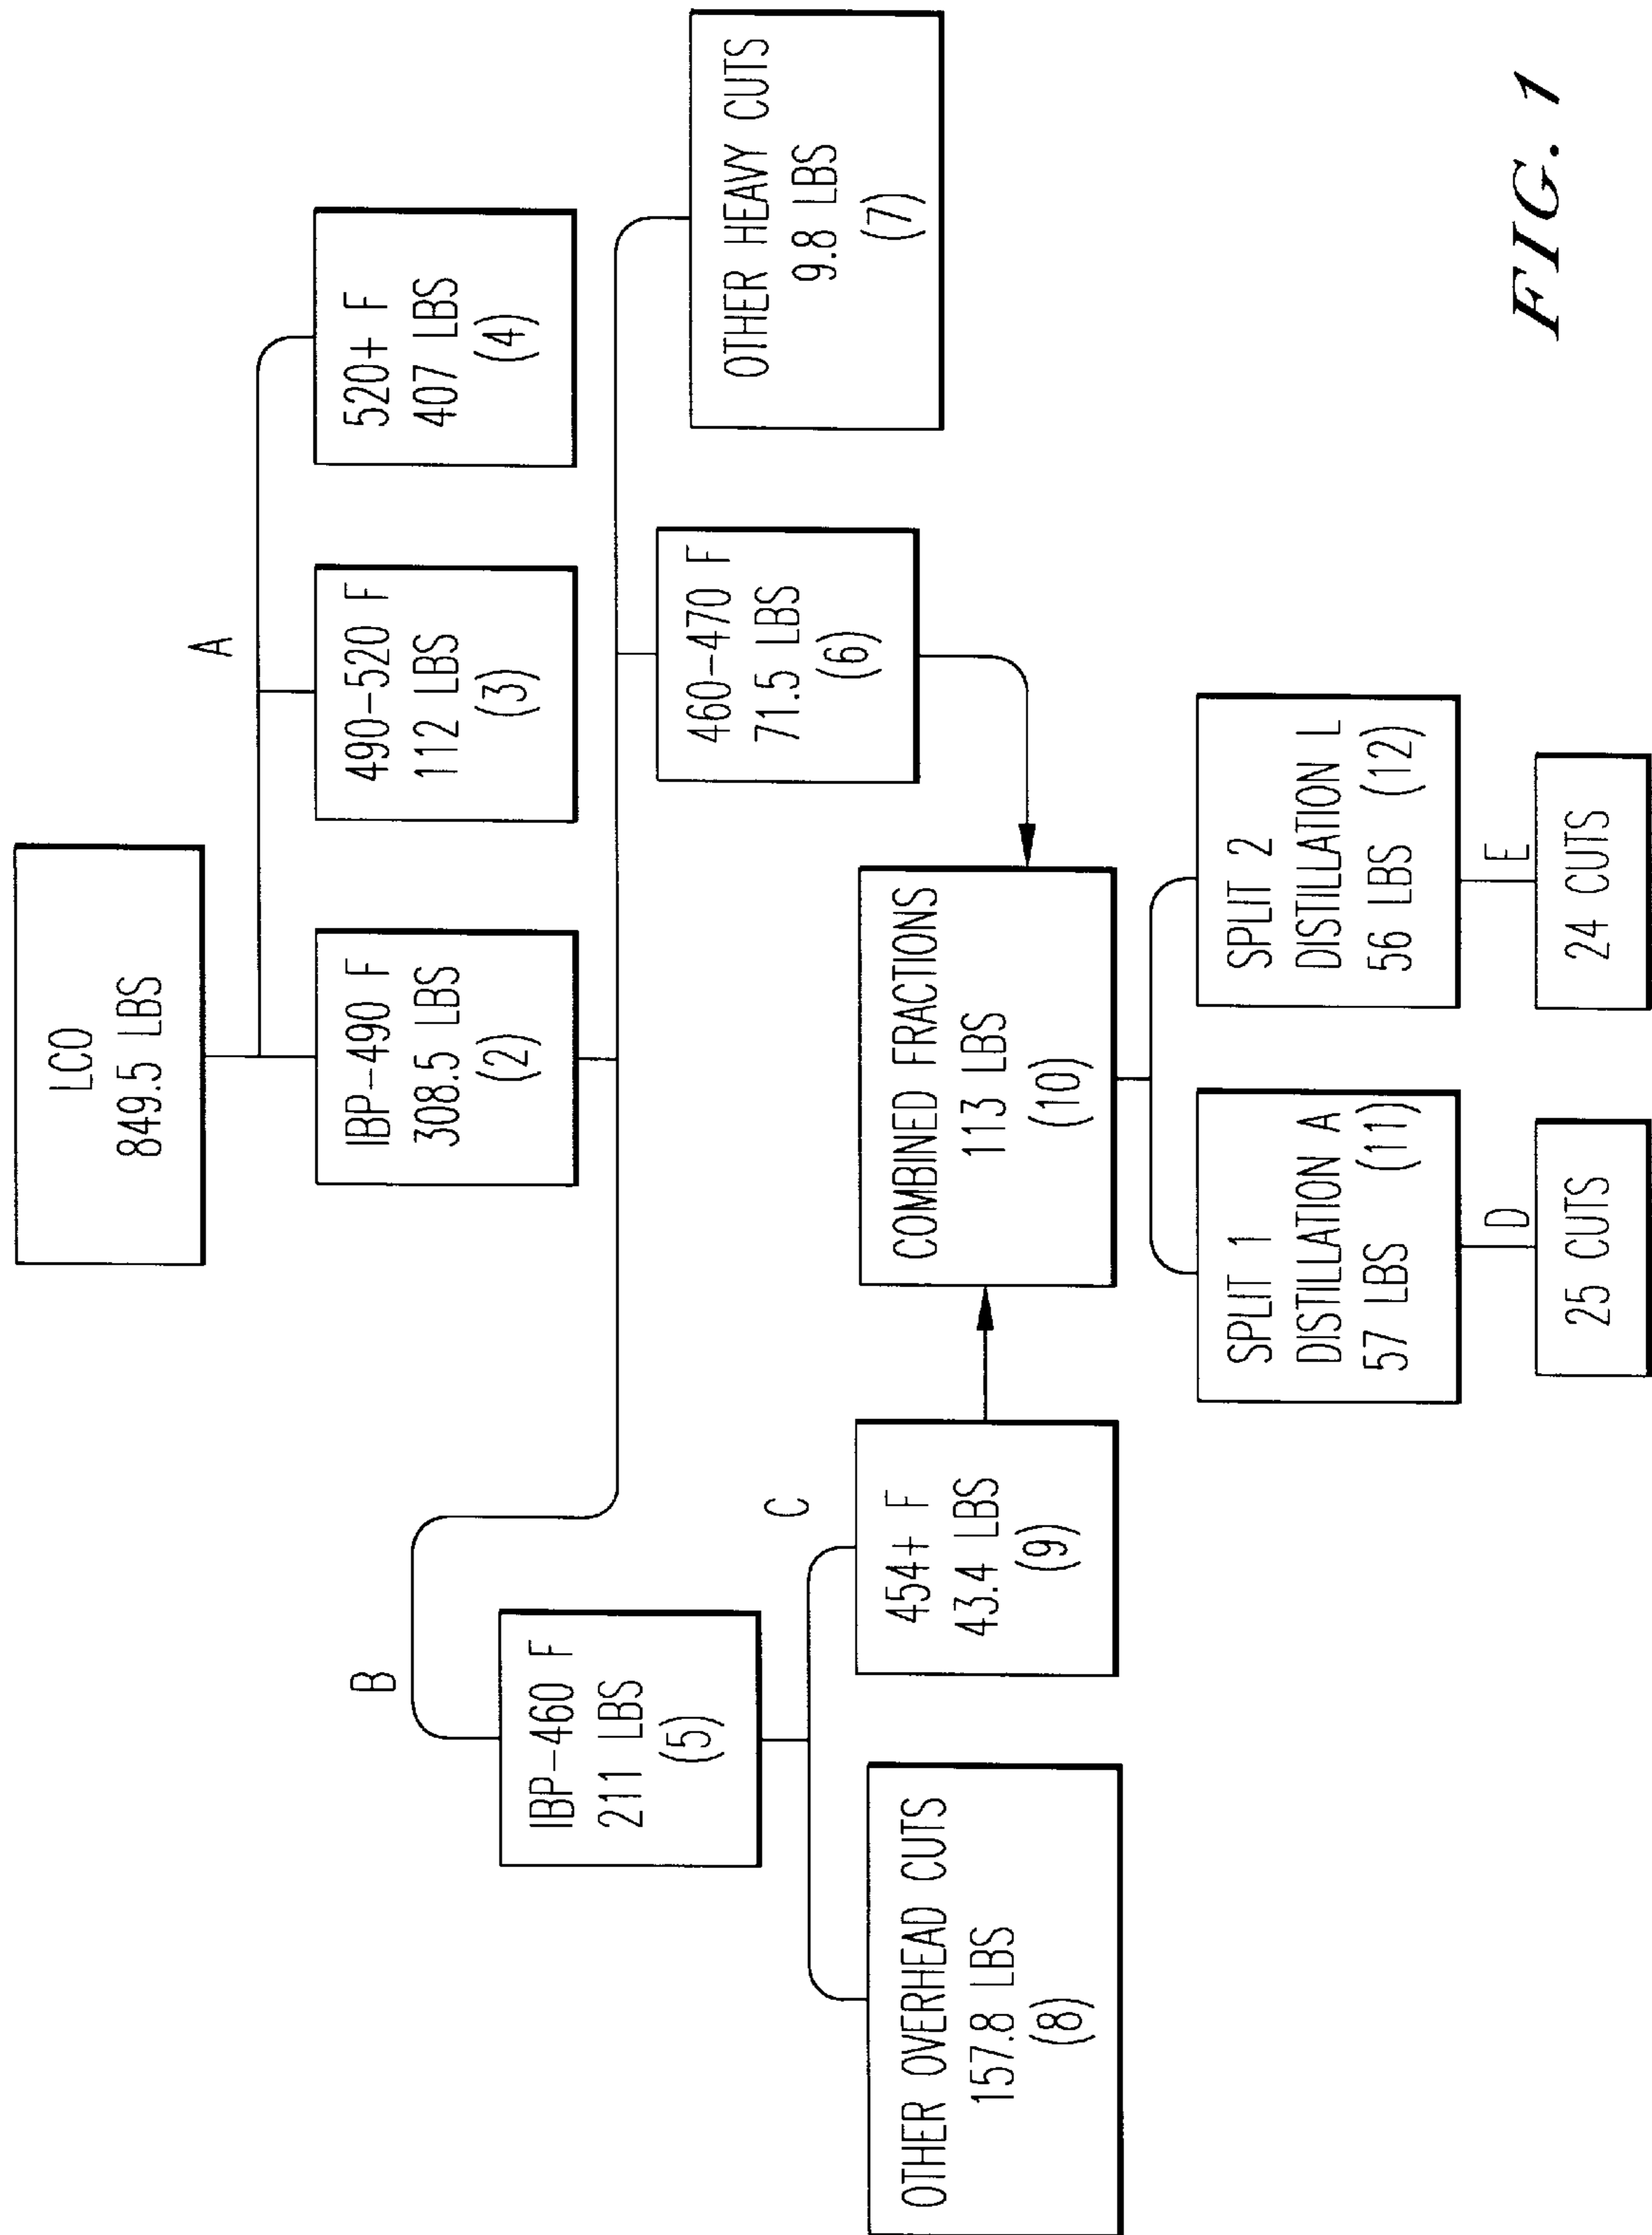 LCO
849.5 LBS
A
IBP-490 F
308.5 LBS
(2)
490-520 F
112 LBS
(3)
520+ F
407 LBS
(4)
B
IBP-460 F
211 LBS
(5)
460-470 F
71.5 LBS
(6)
OTHER HEAVY CUTS
9.8 LBS
(7)
C
OTHER OVERHEAD CUTS
157.8 LBS
(8)
454+ F
43.4 LBS
(9)
COMBINED FRACTIONS
113 LBS
(10)
SPLIT 1
DISTILLATION A
57 LBS (11)
SPLIT 2
DISTILLATION L
56 LBS (12)
D
25 CUTS
E
24 CUTS
FIG. 1